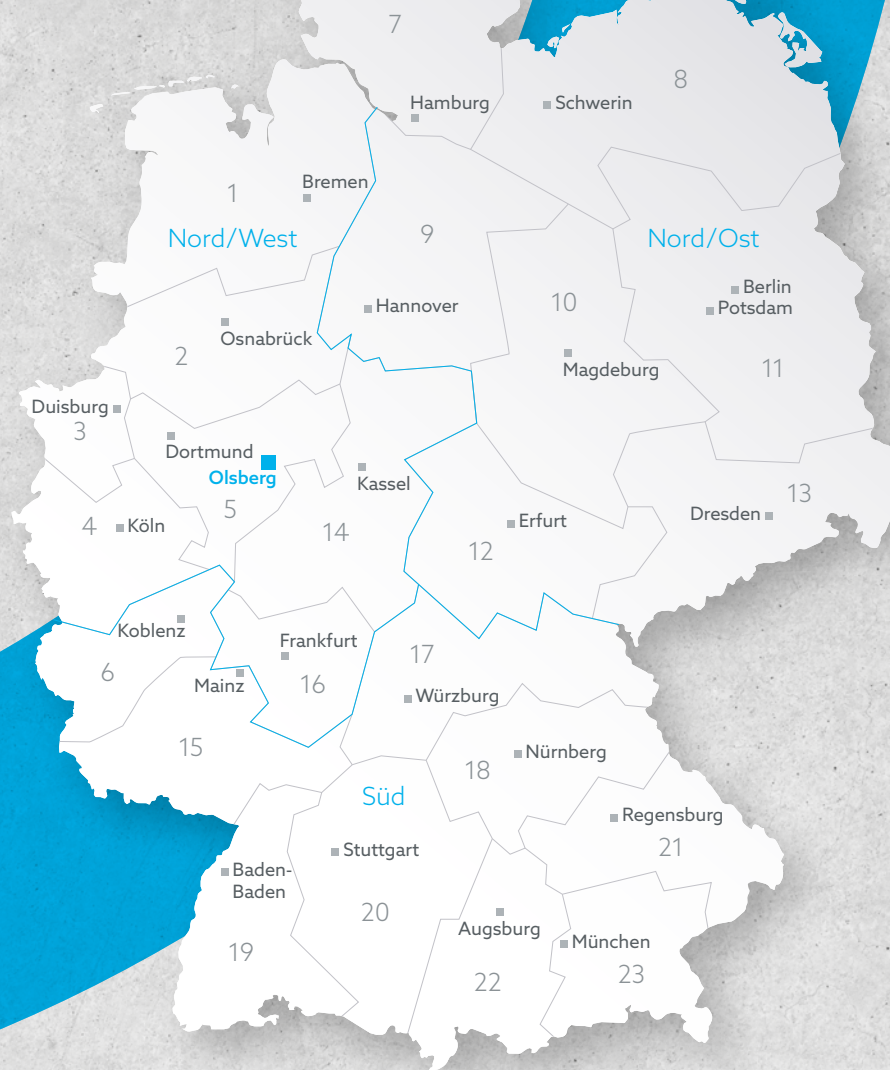 7
8
Hamburg
Schwerin
1
Bremen
9
Nord/West
Nord/Ost
Berlin
Hannover
10
Potsdam
Osnabrück
2
Magdeburg
11
Duisburg
3
Dortmund
Olsberg
Kassel
5
13
4
Köln
14
Erfurt
Dresden
12
Koblenz
Frankfurt
17
6
Mainz
16
Würzburg
15
18
Nürnberg
Süd
Regensburg
Stuttgart
21
Baden-
Baden
20
Augsburg
München
19
22
23